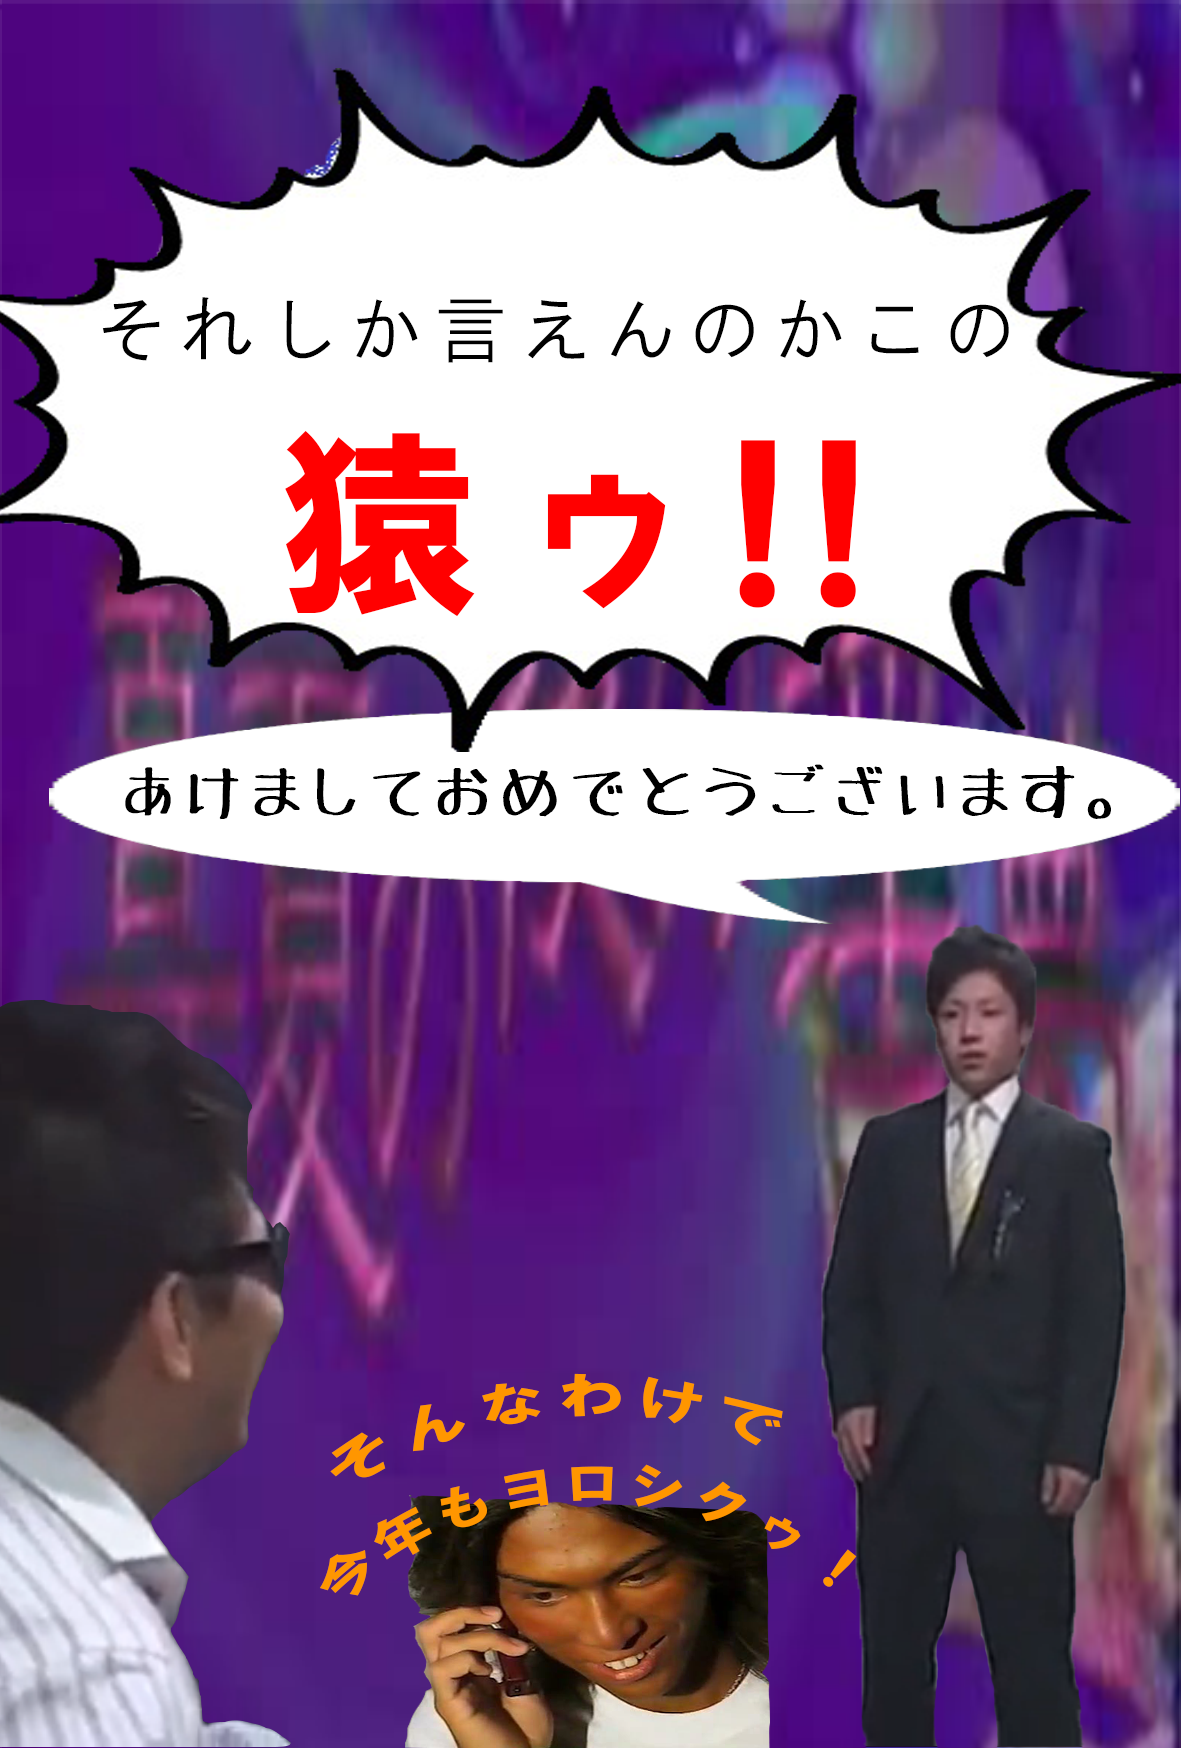 それしか言えんのかこの
猿ゥ!!
あけましておめでとうございます。
そんなわけで
今年もヨロシクゥ！